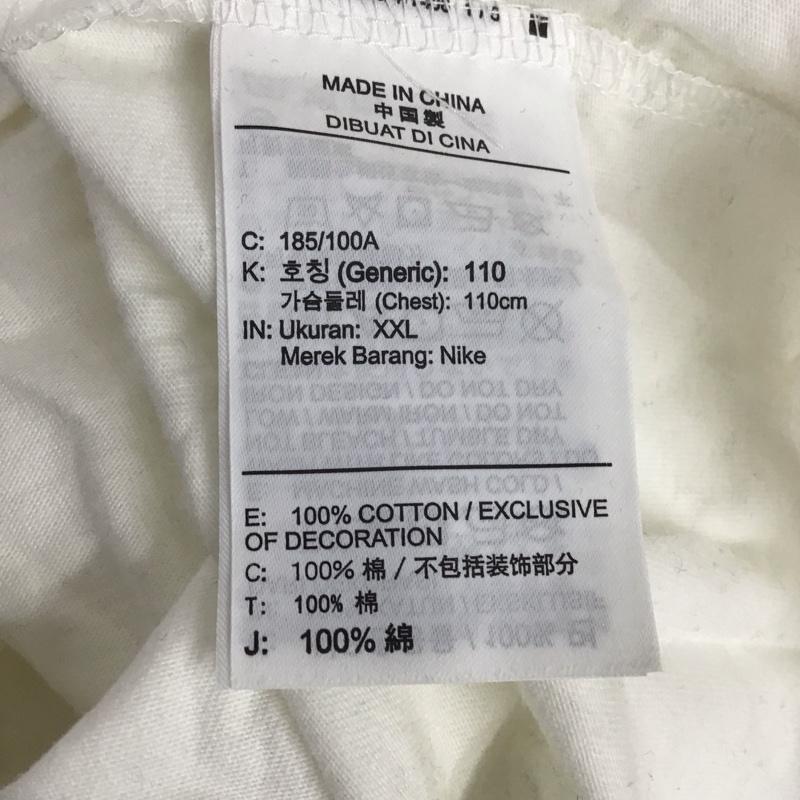 MADE IN CHINA
中国製
DIBUAT DI CINA
C: 185/100A
K: 호칭 (Generic): 110
가슴둘레 (Chest): 110cm
IN: Ukuran: XXL
Merek Barang: Nike
E: 100% COTTON / EXCLUSIVE
OF DECORATION
C: 100% 棉 / 不包括装饰部分
T: 100% 棉
J: 100% 綿